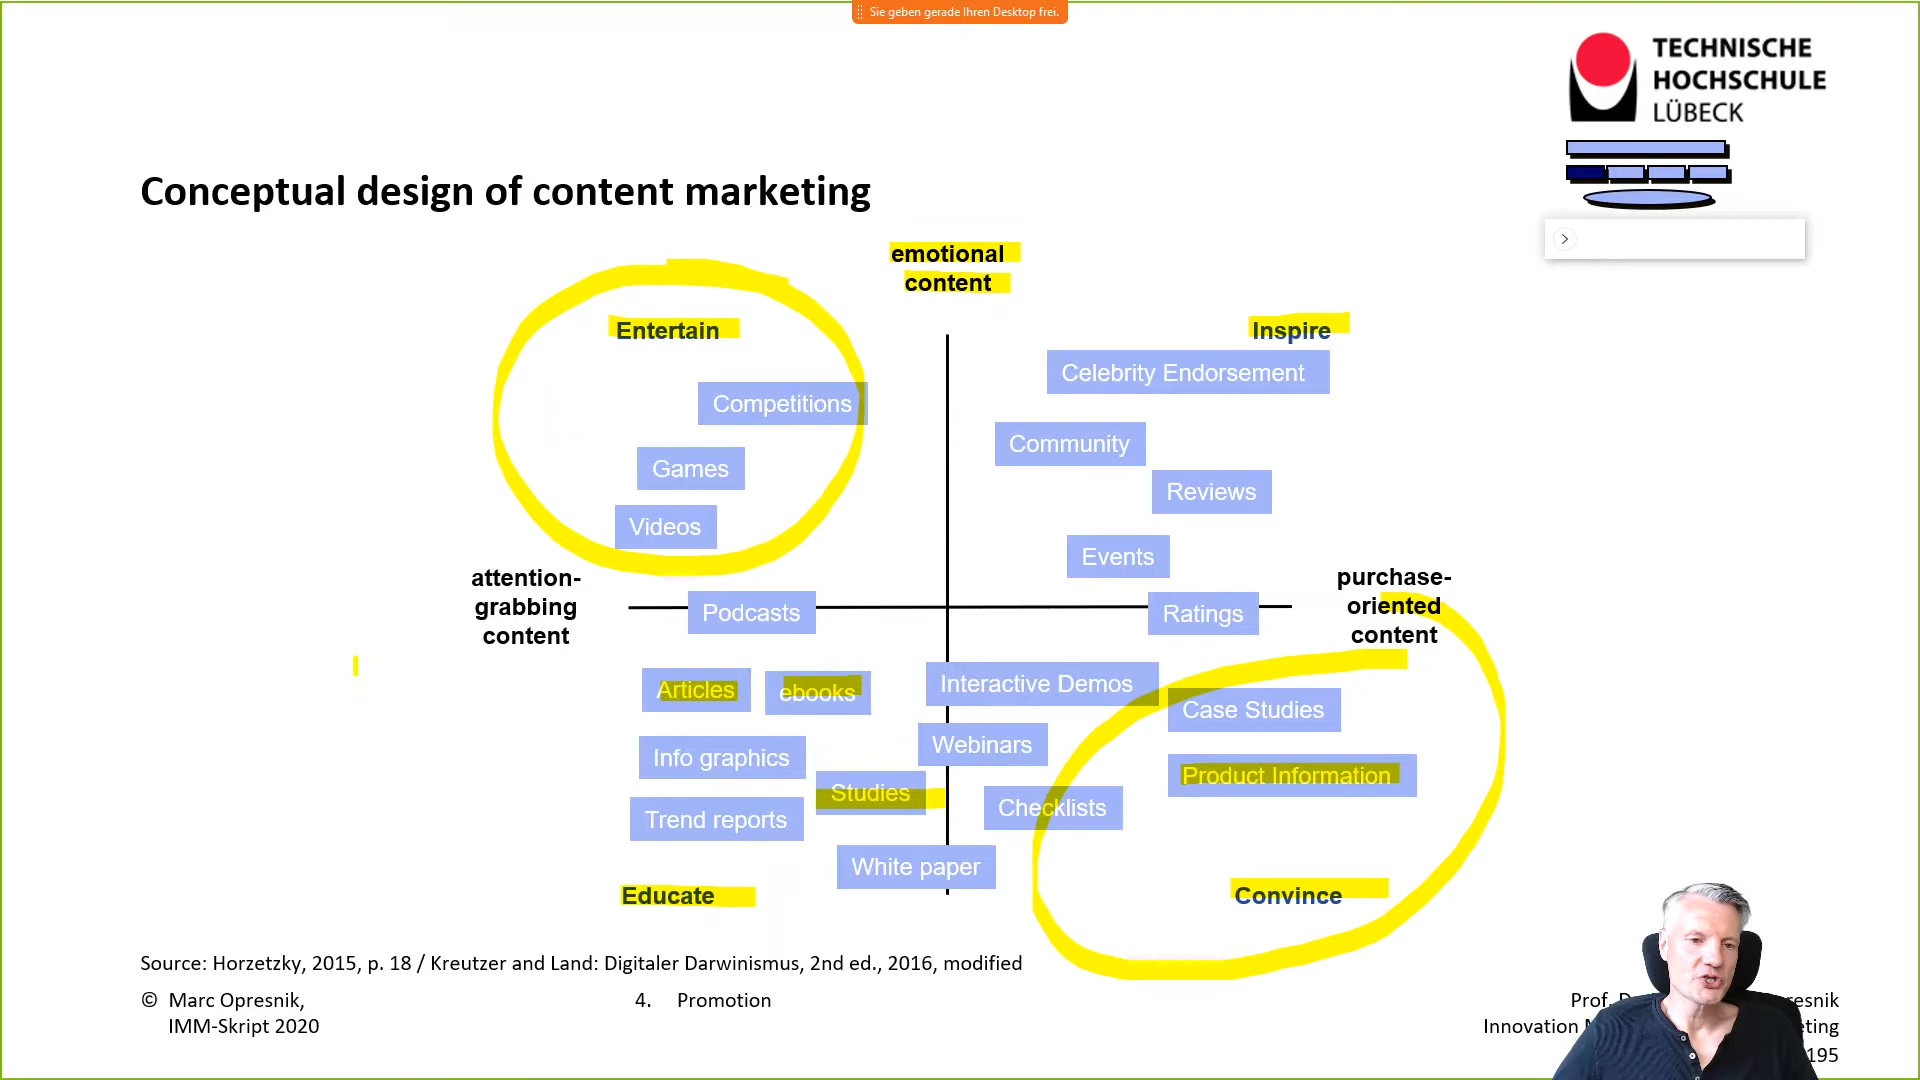 Sie geben gerade Ihren Desktop frei.
TECHNISCHE
HOCHSCHULE
LÜBECK
Conceptual design of content marketing
emotional
content
Entertain
Inspire
Celebrity Endorsement
Competitions
Community
Games
Reviews
Videos
Events
attention-
grabbing
content
purchase-
oriented
content
Podcasts
Ratings
Articles
ebooks
Interactive Demos
Case Studies
Info graphics
Webinars
Product Information
Studies
Checklists
Trend reports
White paper
Educate
Convince
Source: Horzetzky, 2015, p. 18 / Kreutzer and Land: Digitaler Darwinismus, 2nd ed., 2016, modified
© Marc Opresnik,
IMM-Skript 2020
4. Promotion
Prof.
Innovation
195